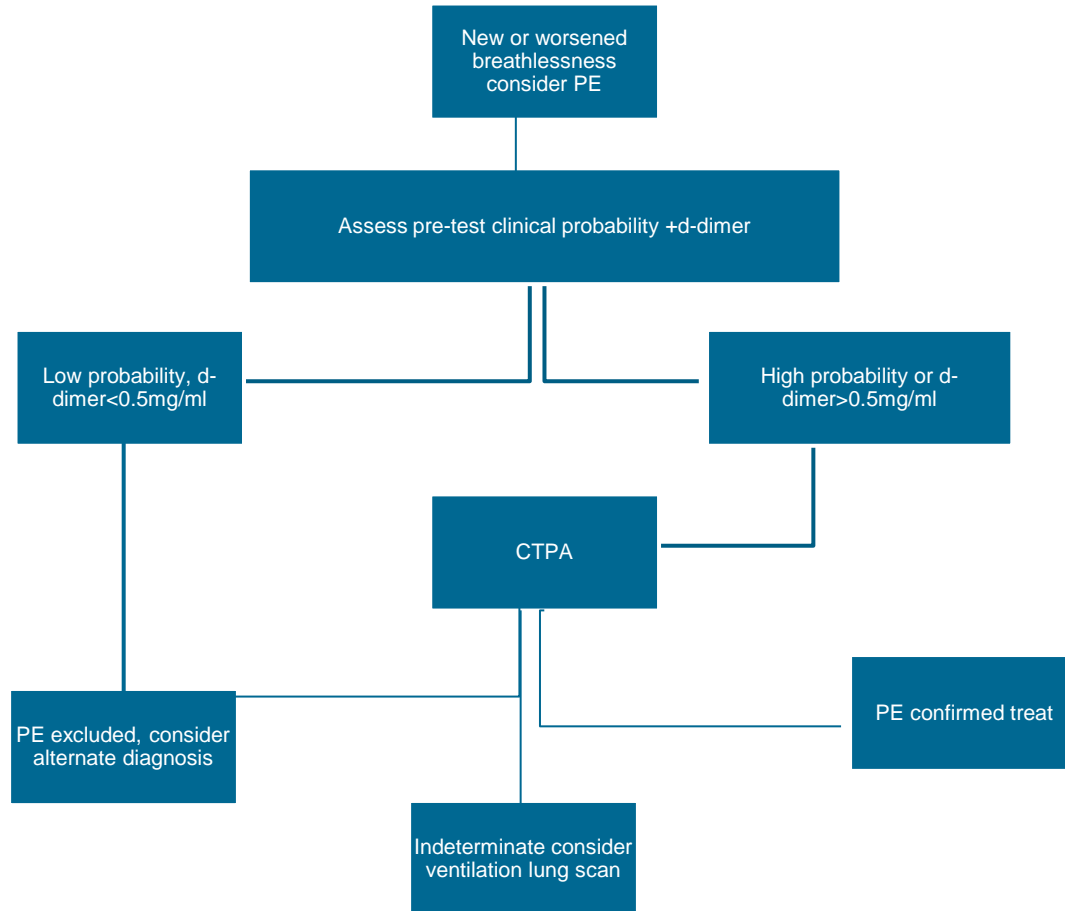 New or worsened
breathlessness
consider PE
Assess pre-test clinical probability +d-dimer
Low probability, d-
dimer<0.5mg/ml
High probability or d-
dimer>0.5mg/ml
CTPA
PE excluded, consider
alternate diagnosis
PE confirmed treat
Indeterminate consider
ventilation lung scan